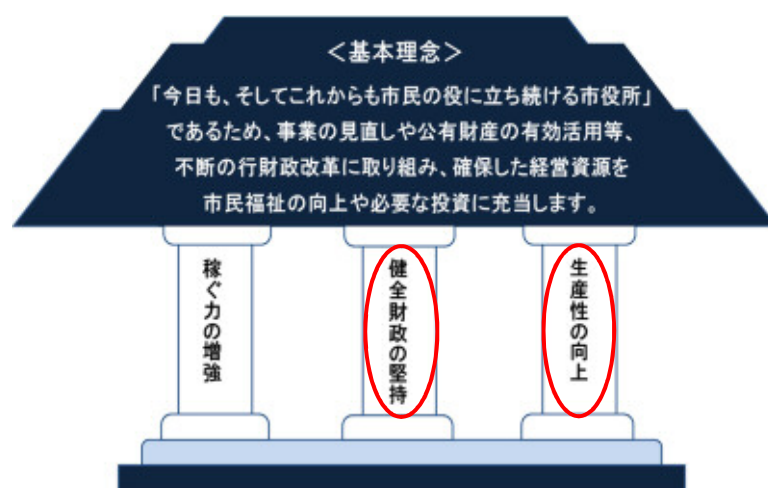 ＜基本理念＞
「今日も、そしてこれからも市民の役に立ち続ける市役所」
であるため、事業の見直しや公有財産の有効活用等、
不断の行財政改革に取り組み、確保した経営資源を
市民福祉の向上や必要な投資に充当します。
稼ぐ力の増強
健全財政の堅持
生産性の向上